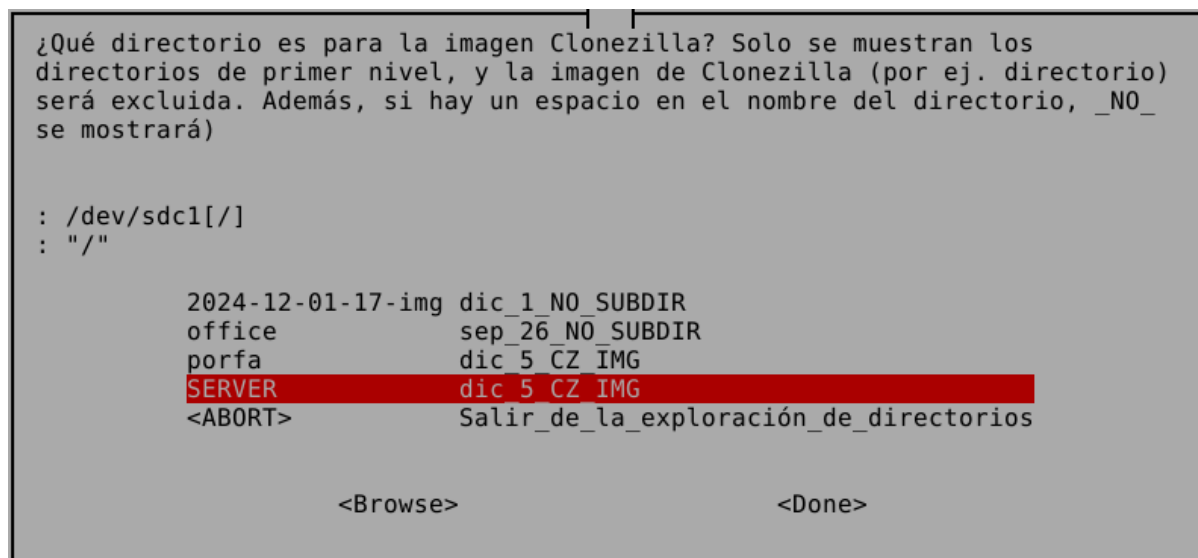 ¿Qué directorio es para la imagen Clonezilla? Solo se muestran los
directorios de primer nivel, y la imagen de Clonezilla (por ej. directorio)
será excluida. Además, si hay un espacio en el nombre del directorio, _NO_
se mostrará)
: /dev/sdc1[/]
: "/"
2024-12-01-17-img dic_1_NO_SUBDIR
office sep_26_NO_SUBDIR
porfa dic_5_CZ_IMG
SERVER dic_5_CZ_IMG
<ABORT> Salir_de_la_exploración_de_directorios
<Browse> <Done>